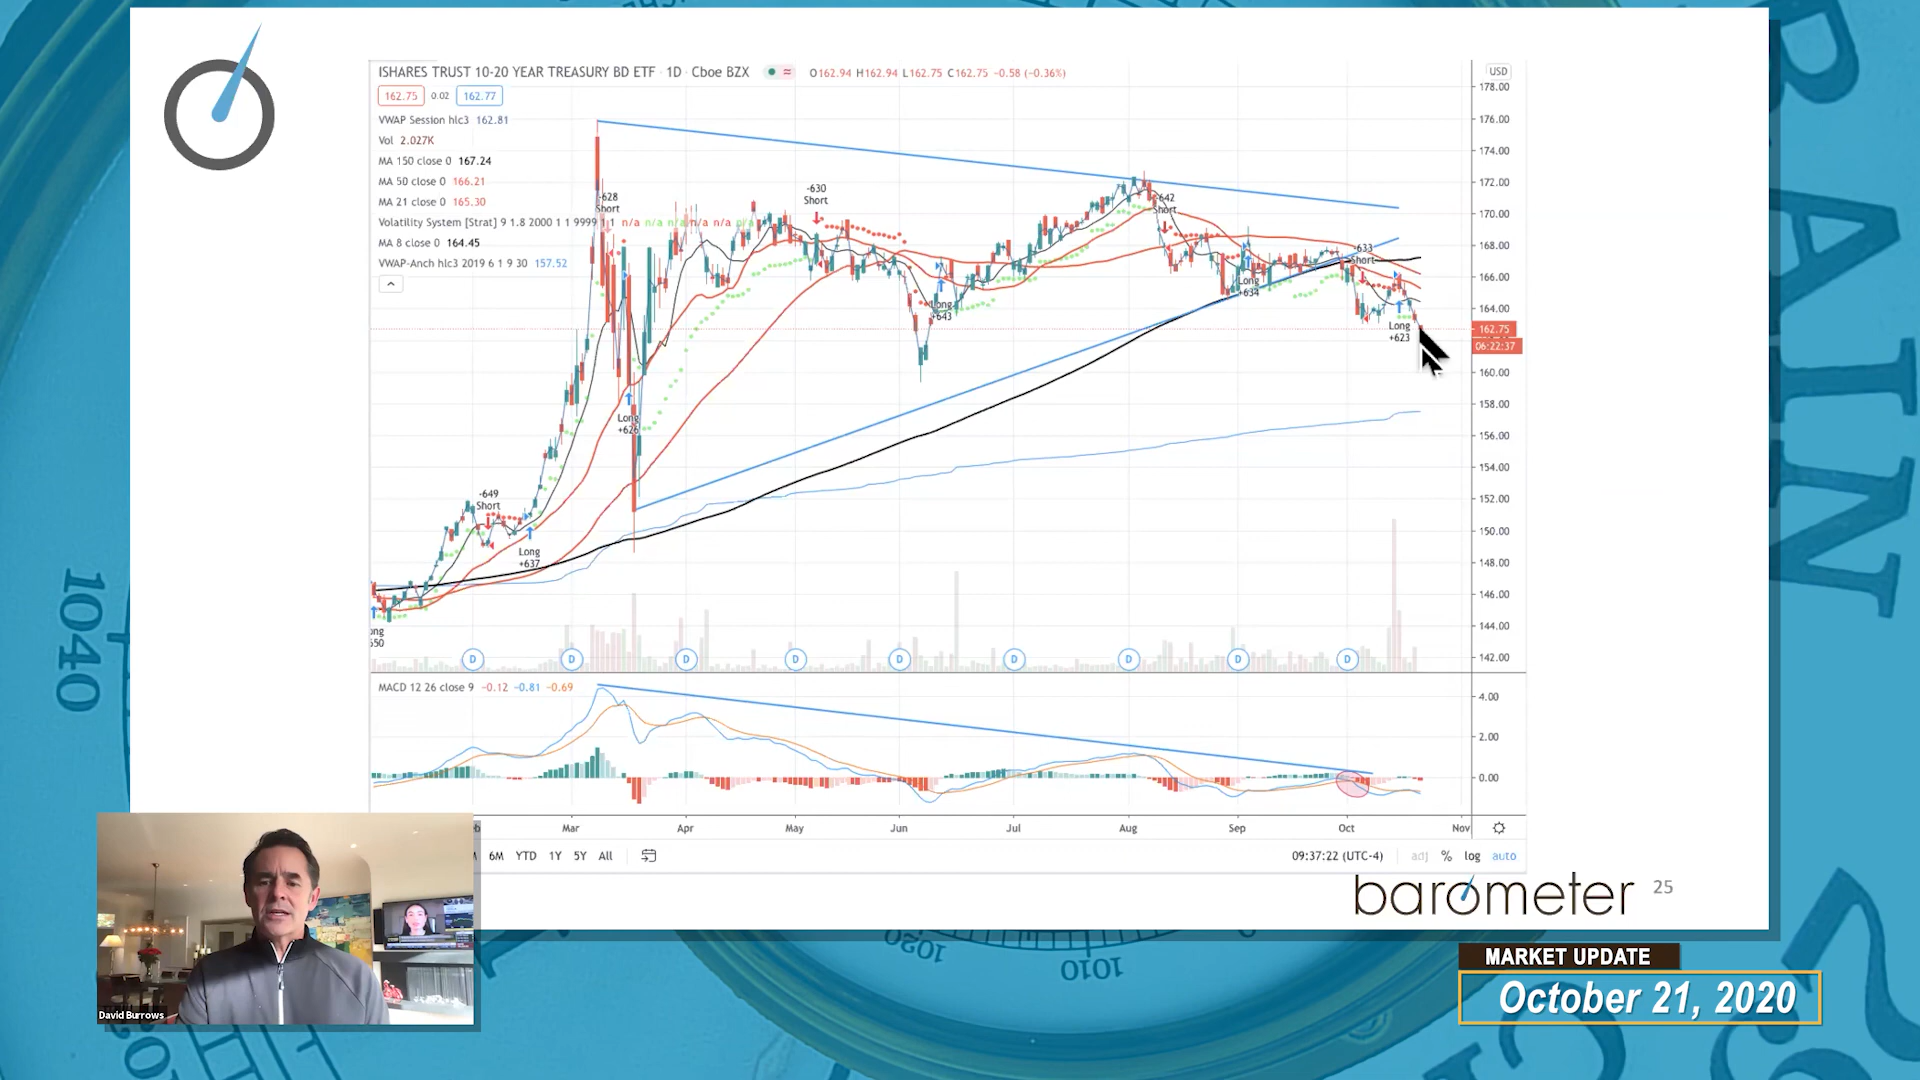 ISHARES TRUST 10-20 YEAR TREASURY BD ETF · 1D · Cboe BZX
O162.94 H162.94 L162.75 C162.75 −0.58 (−0.36%)
USD
162.75 0.02 162.77
VWAP Session hlc3 162.81
Vol 2.027K
MA 150 close 0 167.24
MA 50 close 0 166.21
MA 21 close 0 165.30
Volatility System [Strat] 9 1.8 2000 1 1 9999 1 1 n/a n/a n/a n/a n/a n/a
MA 8 close 0 164.45
VWAP-Anch hlc3 2019 6 1 9 30 157.52
178.00
176.00
174.00
172.00
170.00
168.00
166.00
164.00
162.75
06:22:37
160.00
158.00
156.00
154.00
152.00
150.00
148.00
146.00
144.00
142.00
-628
Short
-630
Short
-642
Short
-633
Short
Long
+634
Long
+643
Long
+623
Long
+626
-649
Short
Long
+637
ong
650
D D D D D D D D D
MACD 12 26 close 9 −0.12 −0.81 −0.69
4.00
2.00
0.00
eb Mar Apr May Jun Jul Aug Sep Oct Nov
6M YTD 1Y 5Y All
09:37:22 (UTC-4) adj % log auto
barometer
25
David Burrows
MARKET UPDATE
October 21, 2020
1040
1020
1010
RAIN